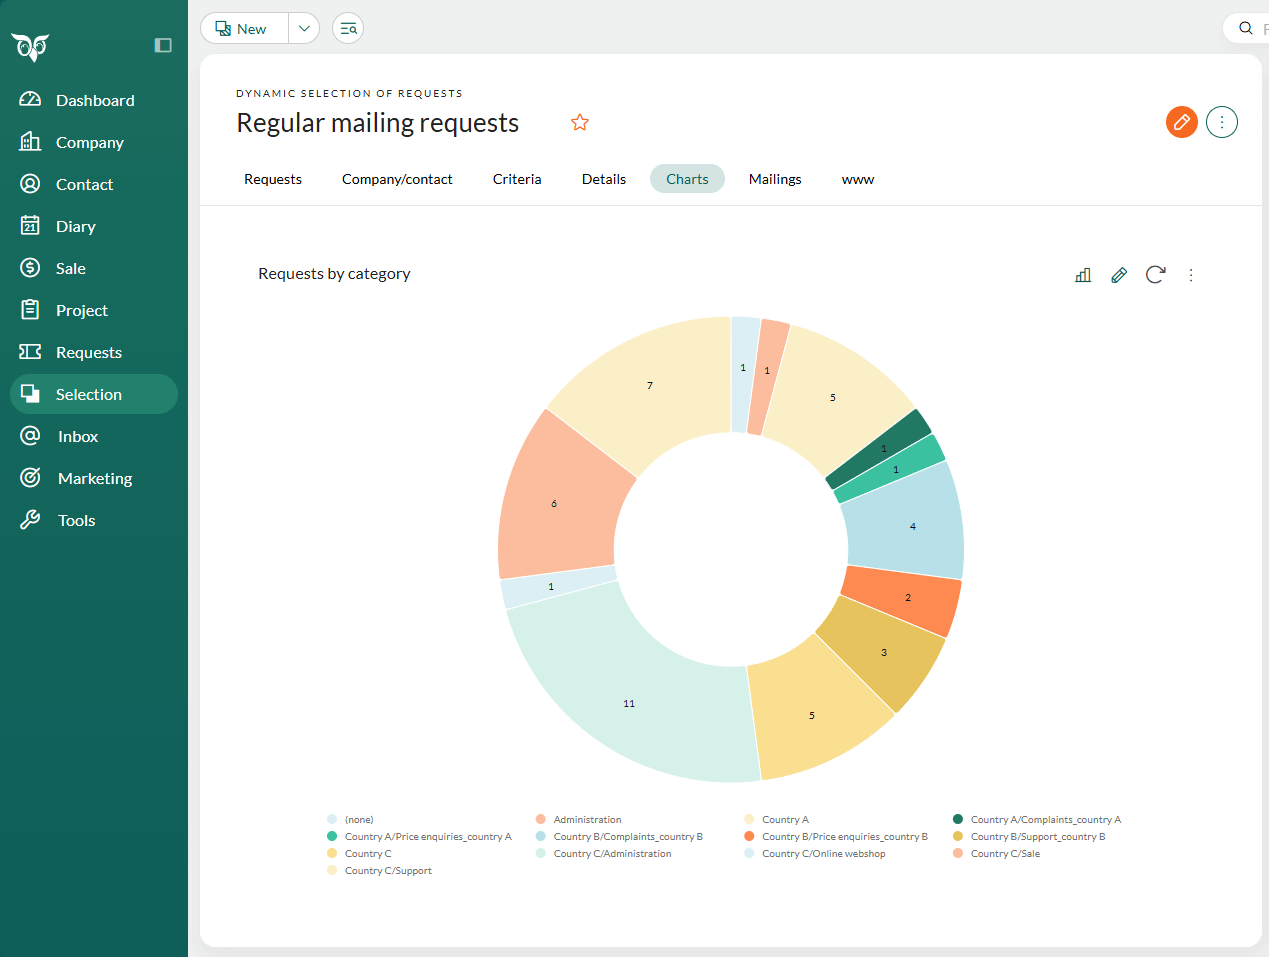 New
DYNAMIC SELECTION OF REQUESTS
Regular mailing requests
Dashboard
Company
Contact
21
Diary
Sale
Project
Requests
Selection
Inbox
Marketing
Tools
Requests Company/contact Criteria Details Charts Mailings www
Requests by category
1
1
5
1
1
4
2
3
5
11
1
6
7
(none) Administration Country A Country A/Complaints_country A
Country A/Price enquiries_country A Country B/Complaints_country B Country B/Price enquiries_country B Country B/Support_country B
Country C Country C/Administration Country C/Online webshop Country C/Sale
Country C/Support